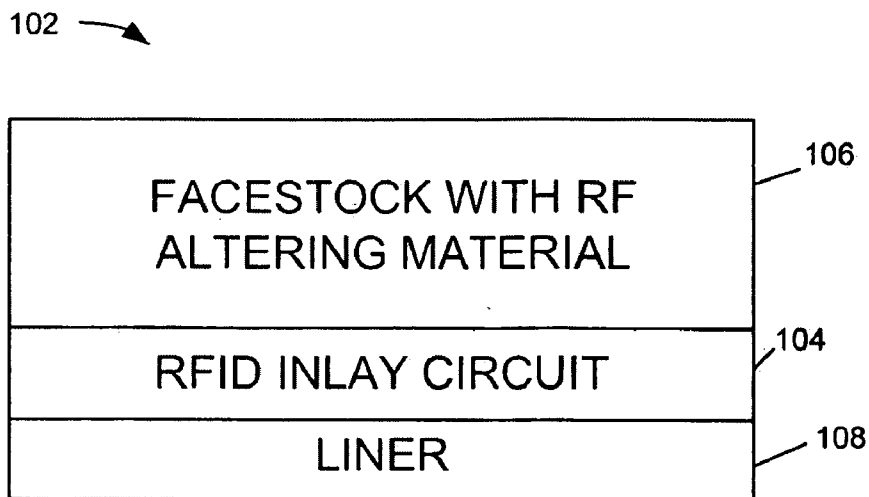 102
FACESTOCK WITH RF
ALTERING MATERIAL
106
RFID INLAY CIRCUIT
104
LINER
108